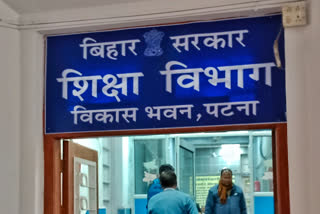 बिहार सरकार
शिक्षा विभाग
विकास भवन, पटना